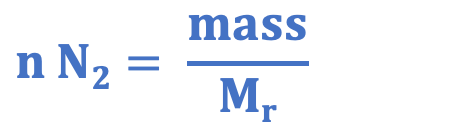 n N₂ = mass
Mᵣ